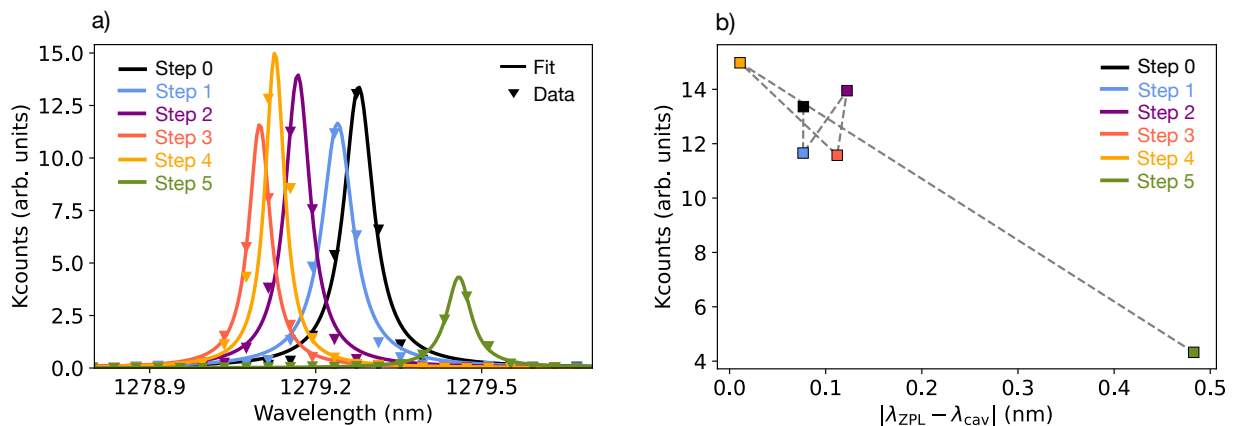 a)
Kcounts (arb. units)
15.0
12.5
10.0
7.5
5.0
2.5
0.0
Step 0
Step 1
Step 2
Step 3
Step 4
Step 5
Fit
Data
1278.9
1279.2
1279.5
Wavelength (nm)
b)
Kcounts (arb. units)
14
12
10
8
6
4
Step 0
Step 1
Step 2
Step 3
Step 4
Step 5
0.0
0.1
0.2
0.3
0.4
0.5
|λZPL − λcav| (nm)